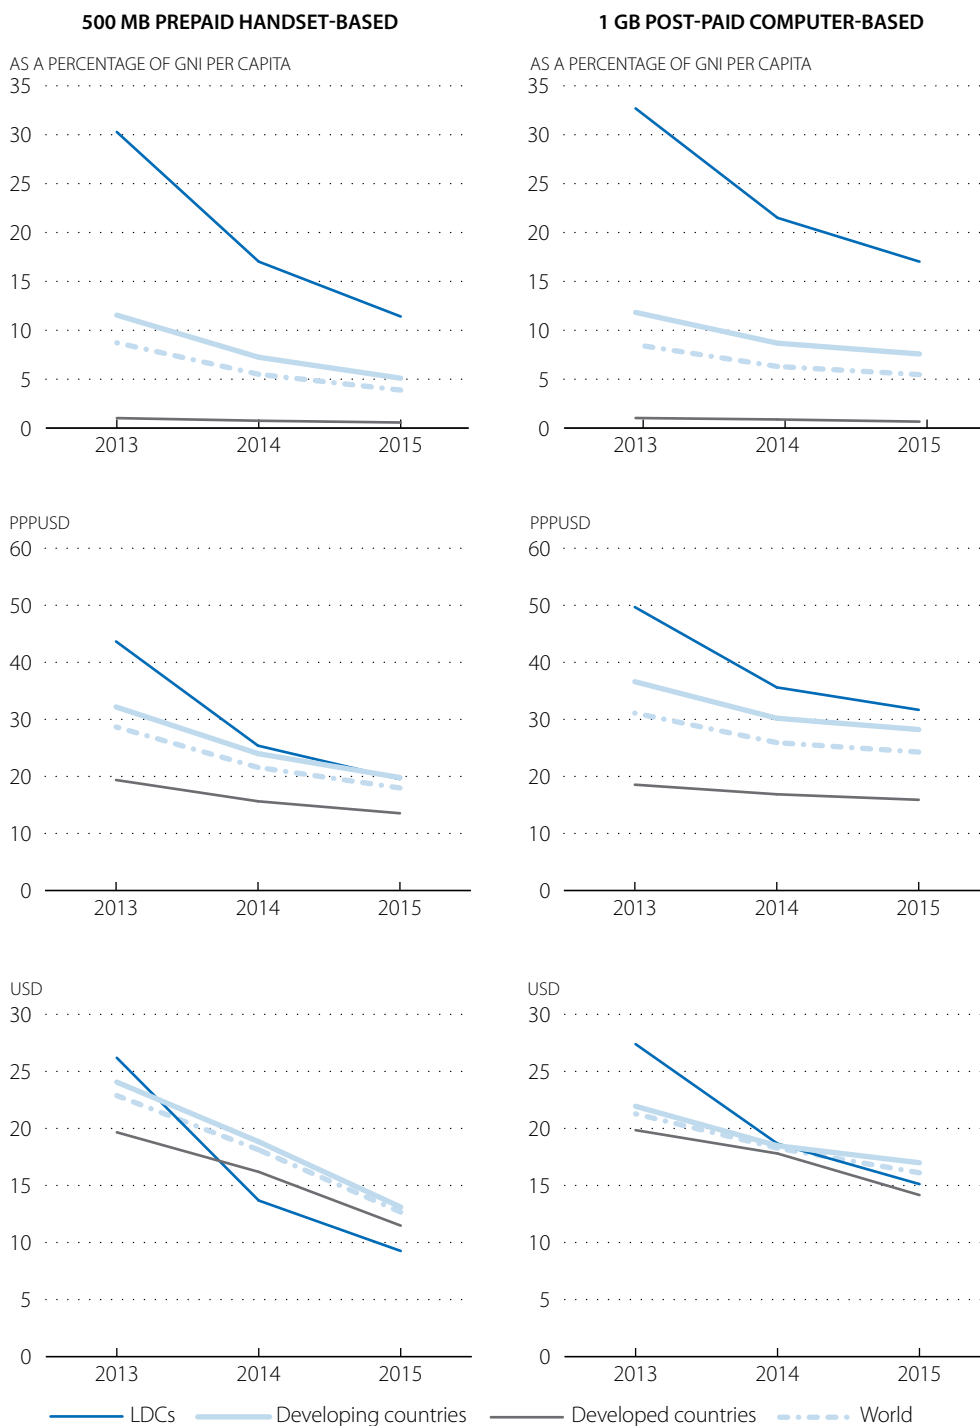 500 MB PREPAID HANDSET-BASED
1 GB POST-PAID COMPUTER-BASED
AS A PERCENTAGE OF GNI PER CAPITA
35
30
25
20
15
10
5
0
2013 2014 2015
AS A PERCENTAGE OF GNI PER CAPITA
35
30
25
20
15
10
5
0
2013 2014 2015
PPPUSD
60
50
40
30
20
10
0
2013 2014 2015
PPPUSD
60
50
40
30
20
10
0
2013 2014 2015
USD
30
25
20
15
10
5
0
2013 2014 2015
USD
30
25
20
15
10
5
0
2013 2014 2015
LDCs Developing countries Developed countries World